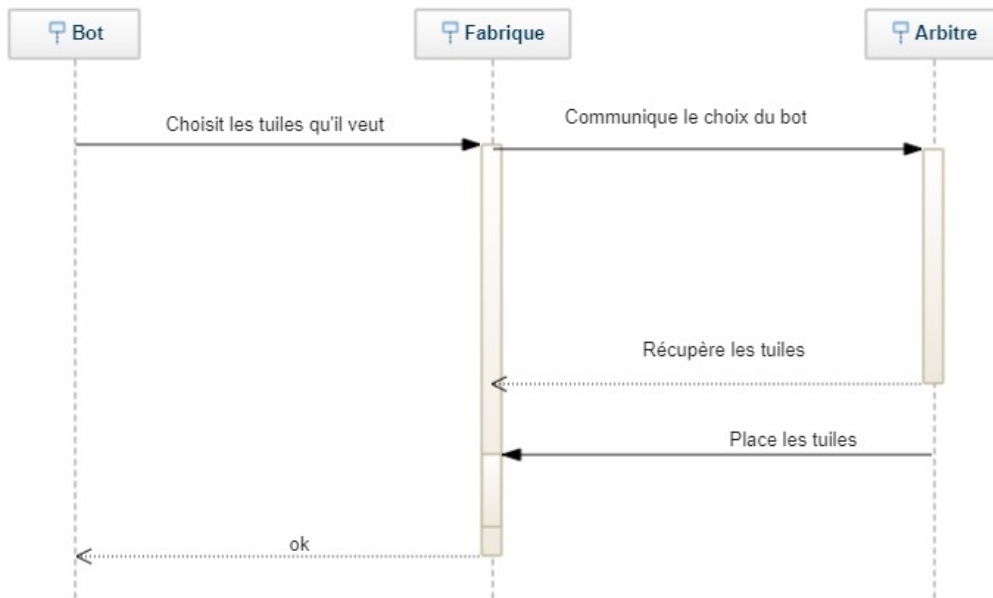 Bot
Fabrique
Arbitre
Choisit les tuiles qu'il veut
Communique le choix du bot
Récupère les tuiles
Place les tuiles
ok